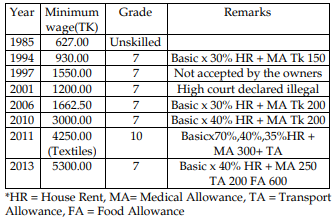 Year Minimum wage(TK) Grade Remarks
1985 627.00 Unskilled
1994 930.00 7 Basic x 30% HR + MA Tk 150
1997 1550.00 7 Not accepted by the owners
2001 1200.00 7 High court declared illegal
2006 1662.50 7 Basic x 30% HR + MA Tk 200
2010 3000.00 7 Basic x 40% HR + MA Tk 200
2011 4250.00 (Textiles) 10 Basicx70%,40%,35%HR + MA 300+ TA
2013 5300.00 7 Basic x 40% HR + MA 250 TA 200 FA 600
*HR = House Rent, MA= Medical Allowance, TA = Transport
Allowance, FA = Food Allowance